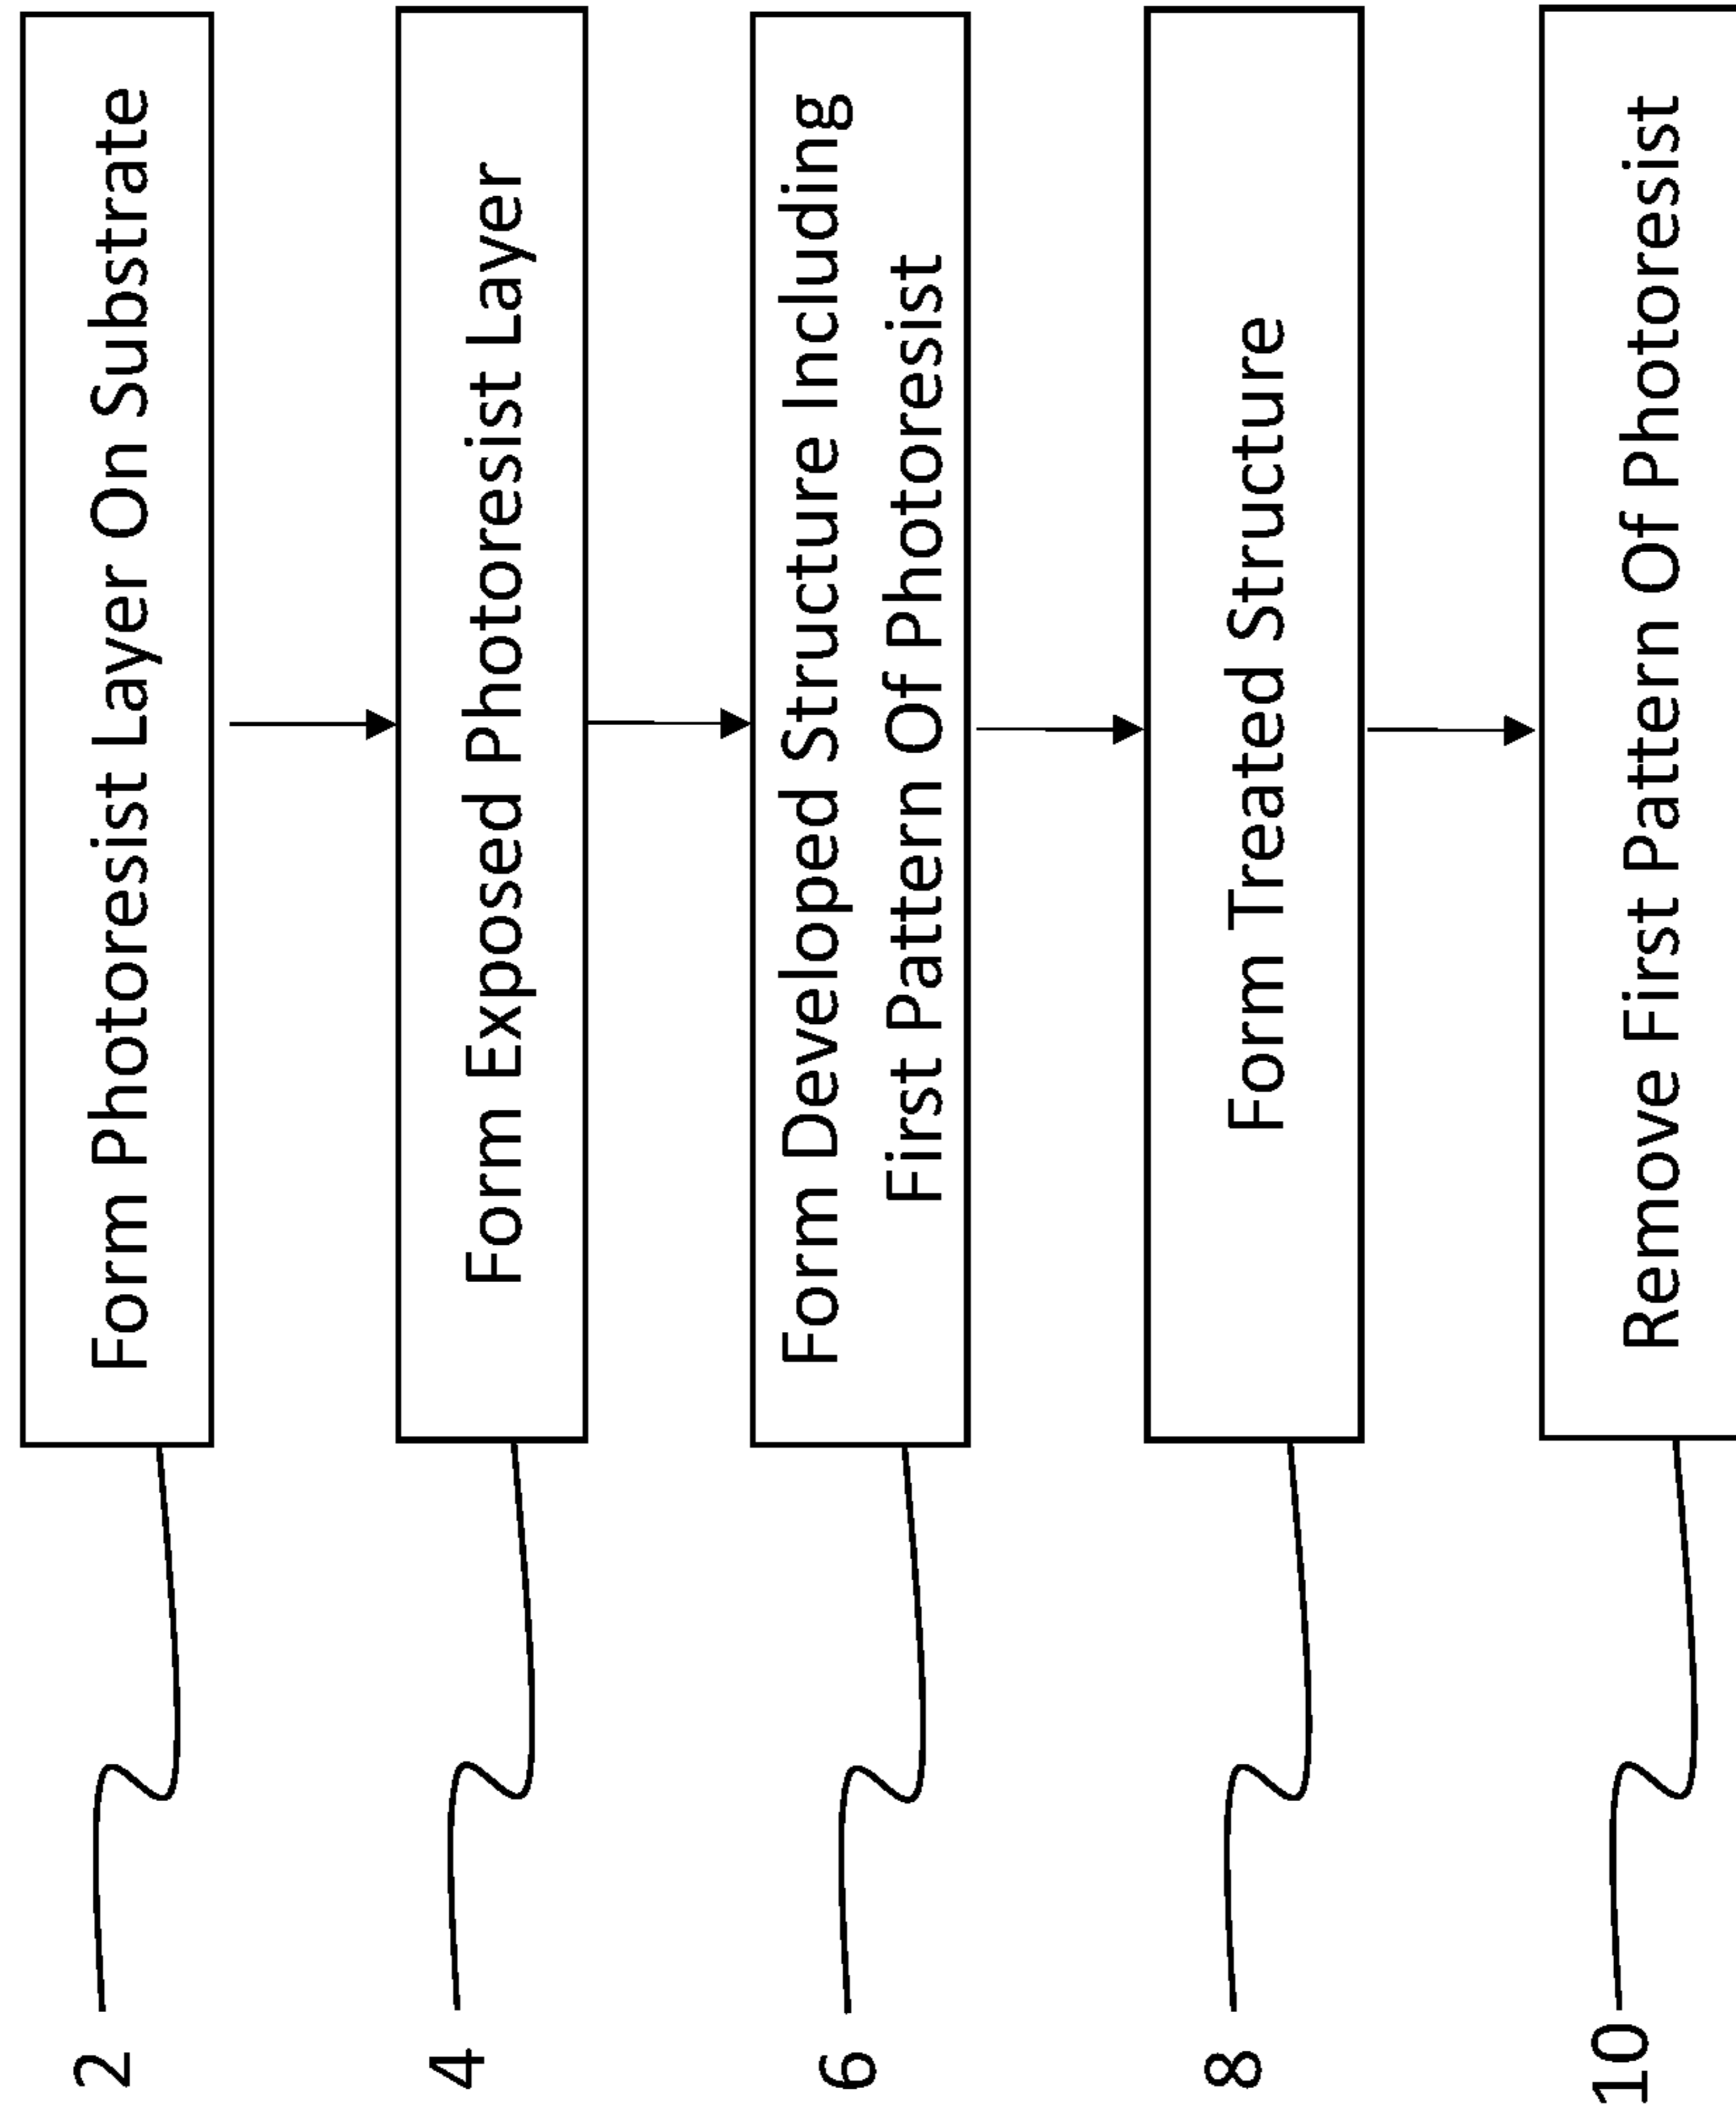 2
Form Photoresist Layer On Substrate
4
Form Exposed Photoresist Layer
6
Form Developed Structure Including
First Pattern Of Photoresist
8
Form Treated Structure
10
Remove First Pattern Of Photoresist